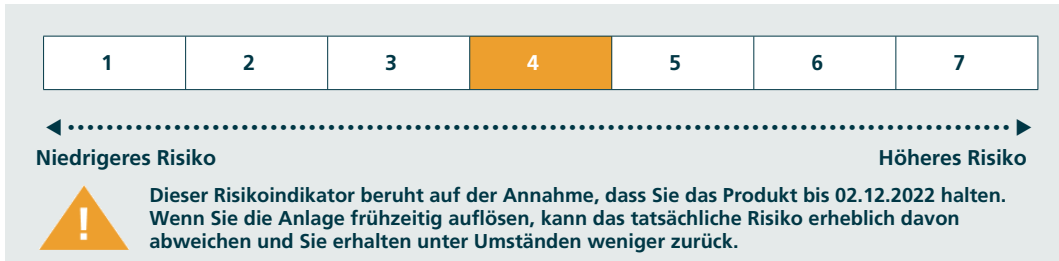 1 2 3 4 5 6 7
Niedrigeres Risiko Höheres Risiko
Dieser Risikoindikator beruht auf der Annahme, dass Sie das Produkt bis 02.12.2022 halten.
Wenn Sie die Anlage frühzeitig auflösen, kann das tatsächliche Risiko erheblich davon
abweichen und Sie erhalten unter Umständen weniger zurück.